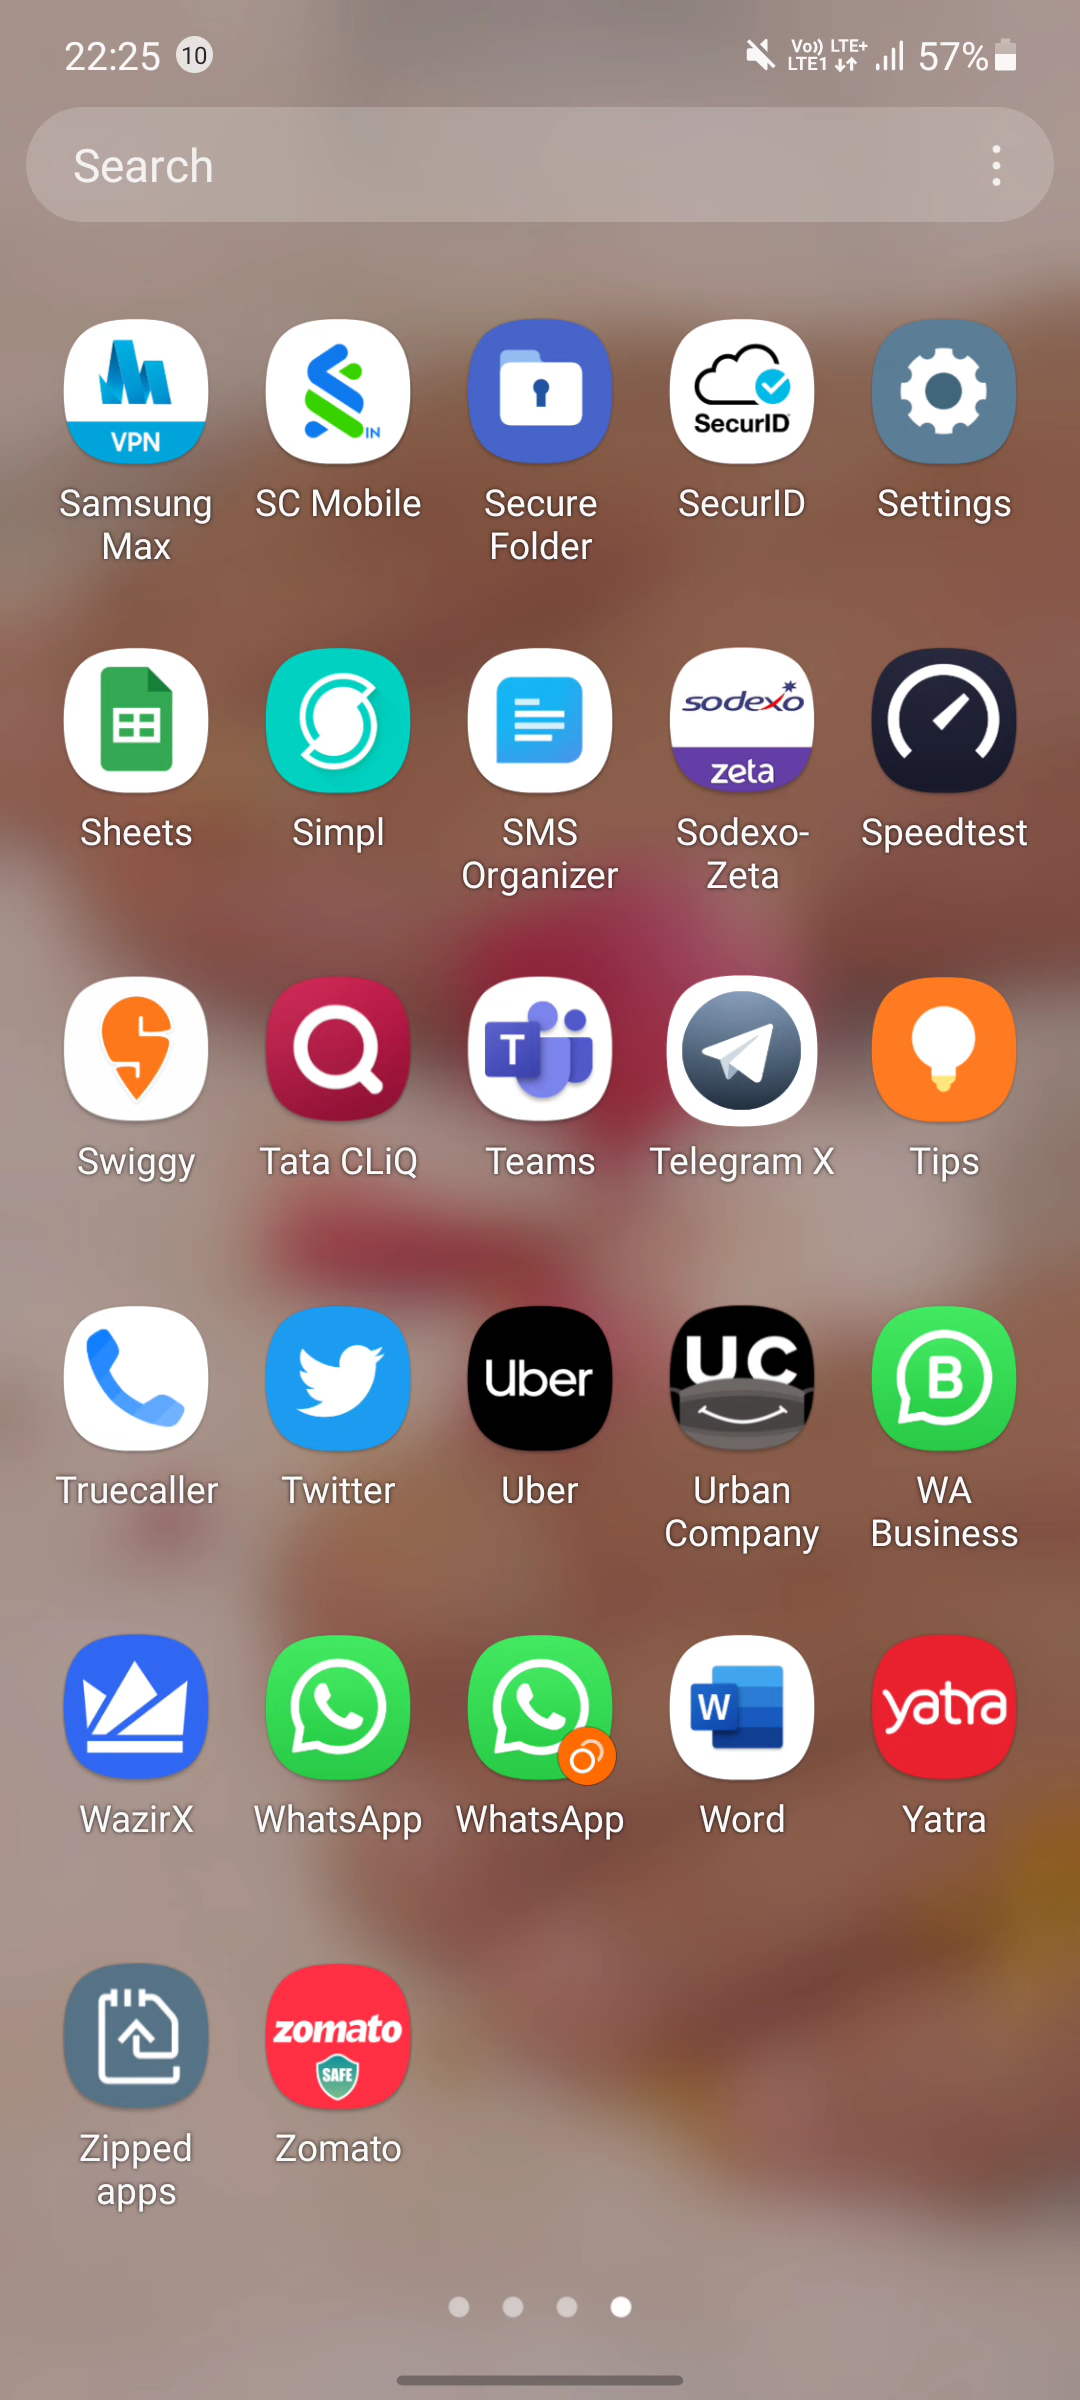 22:25 10 Vo)) LTE+ LTE1 57%
Search
VPN IN SecurID
Samsung Max SC Mobile Secure Folder SecurID Settings
sodexo zeta
Sheets Simpl SMS Organizer Sodexo-Zeta Speedtest
T
Swiggy Tata CLiQ Teams Telegram X Tips
Uber UC B
Truecaller Twitter Uber Urban Company WA Business
W yatra
WazirX WhatsApp WhatsApp Word Yatra
zomato SAFE
Zipped apps Zomato